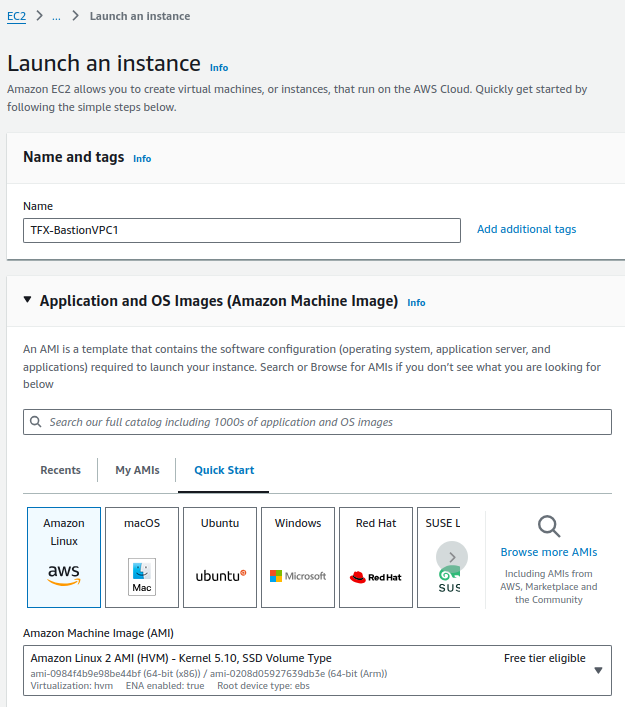 EC2 > ... > Launch an instance
Launch an instance Info
Amazon EC2 allows you to create virtual machines, or instances, that run on the AWS Cloud. Quickly get started by
following the simple steps below.
Name and tags Info
Name
TFX-BastionVPC1 Add additional tags
Application and OS Images (Amazon Machine Image) Info
An AMI is a template that contains the software configuration (operating system, application server, and
applications) required to launch your instance. Search or Browse for AMIs if you don't see what you are looking for
below
Search our full catalog including 1000s of application and OS images
Recents My AMIs Quick Start
Amazon
Linux
aws
macOS
Mac
Ubuntu
ubuntu
Windows
Microsoft
Red Hat
Red Hat
SUSE L
SUS
Browse more AMIs
Including AMIs from
AWS, Marketplace and
the Community
Amazon Machine Image (AMI)
Amazon Linux 2 AMI (HVM) - Kernel 5.10, SSD Volume Type Free tier eligible
ami-0984f4b9e98be44bf (64-bit (x86)) / ami-0208d05927639db3e (64-bit (Arm))
Virtualization: hvm ENA enabled: true Root device type: ebs